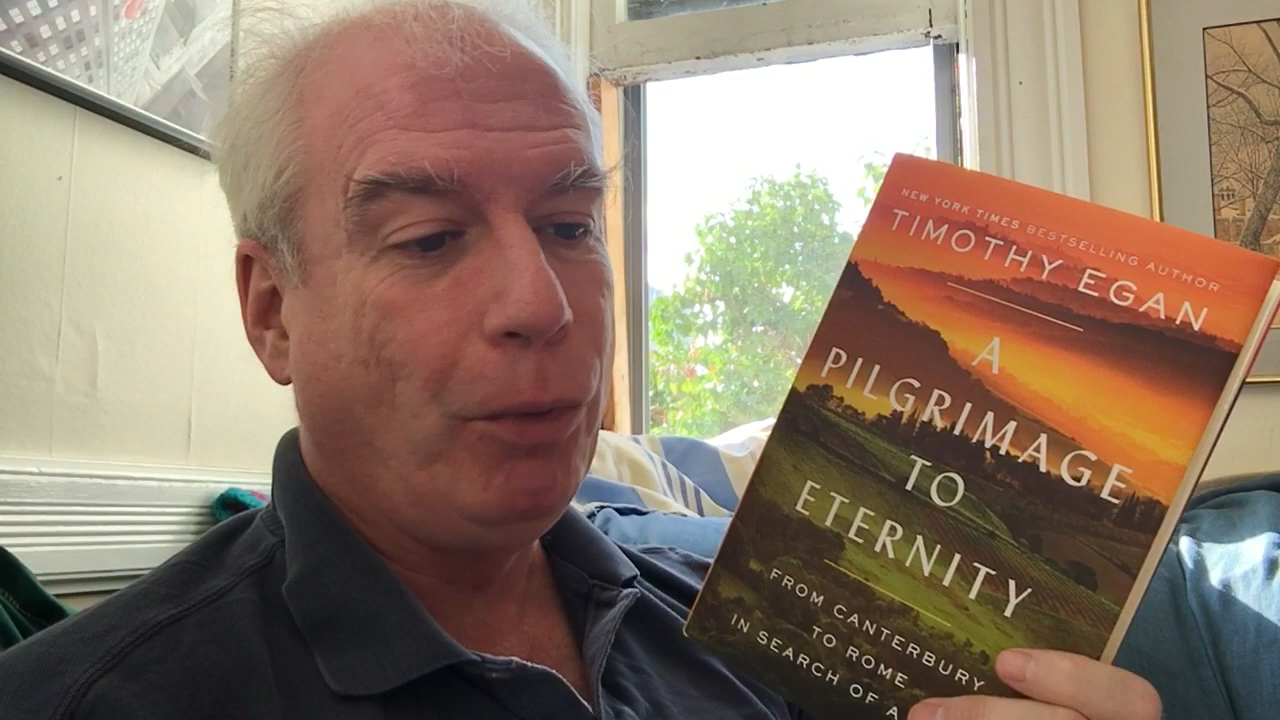 NEW YORK TIMES BESTSELLING AUTHOR
TIMOTHY EGAN
A
PILGRIMAGE
TO
ETERNITY
FROM CANTERBURY
TO ROME
IN SEARCH OF A